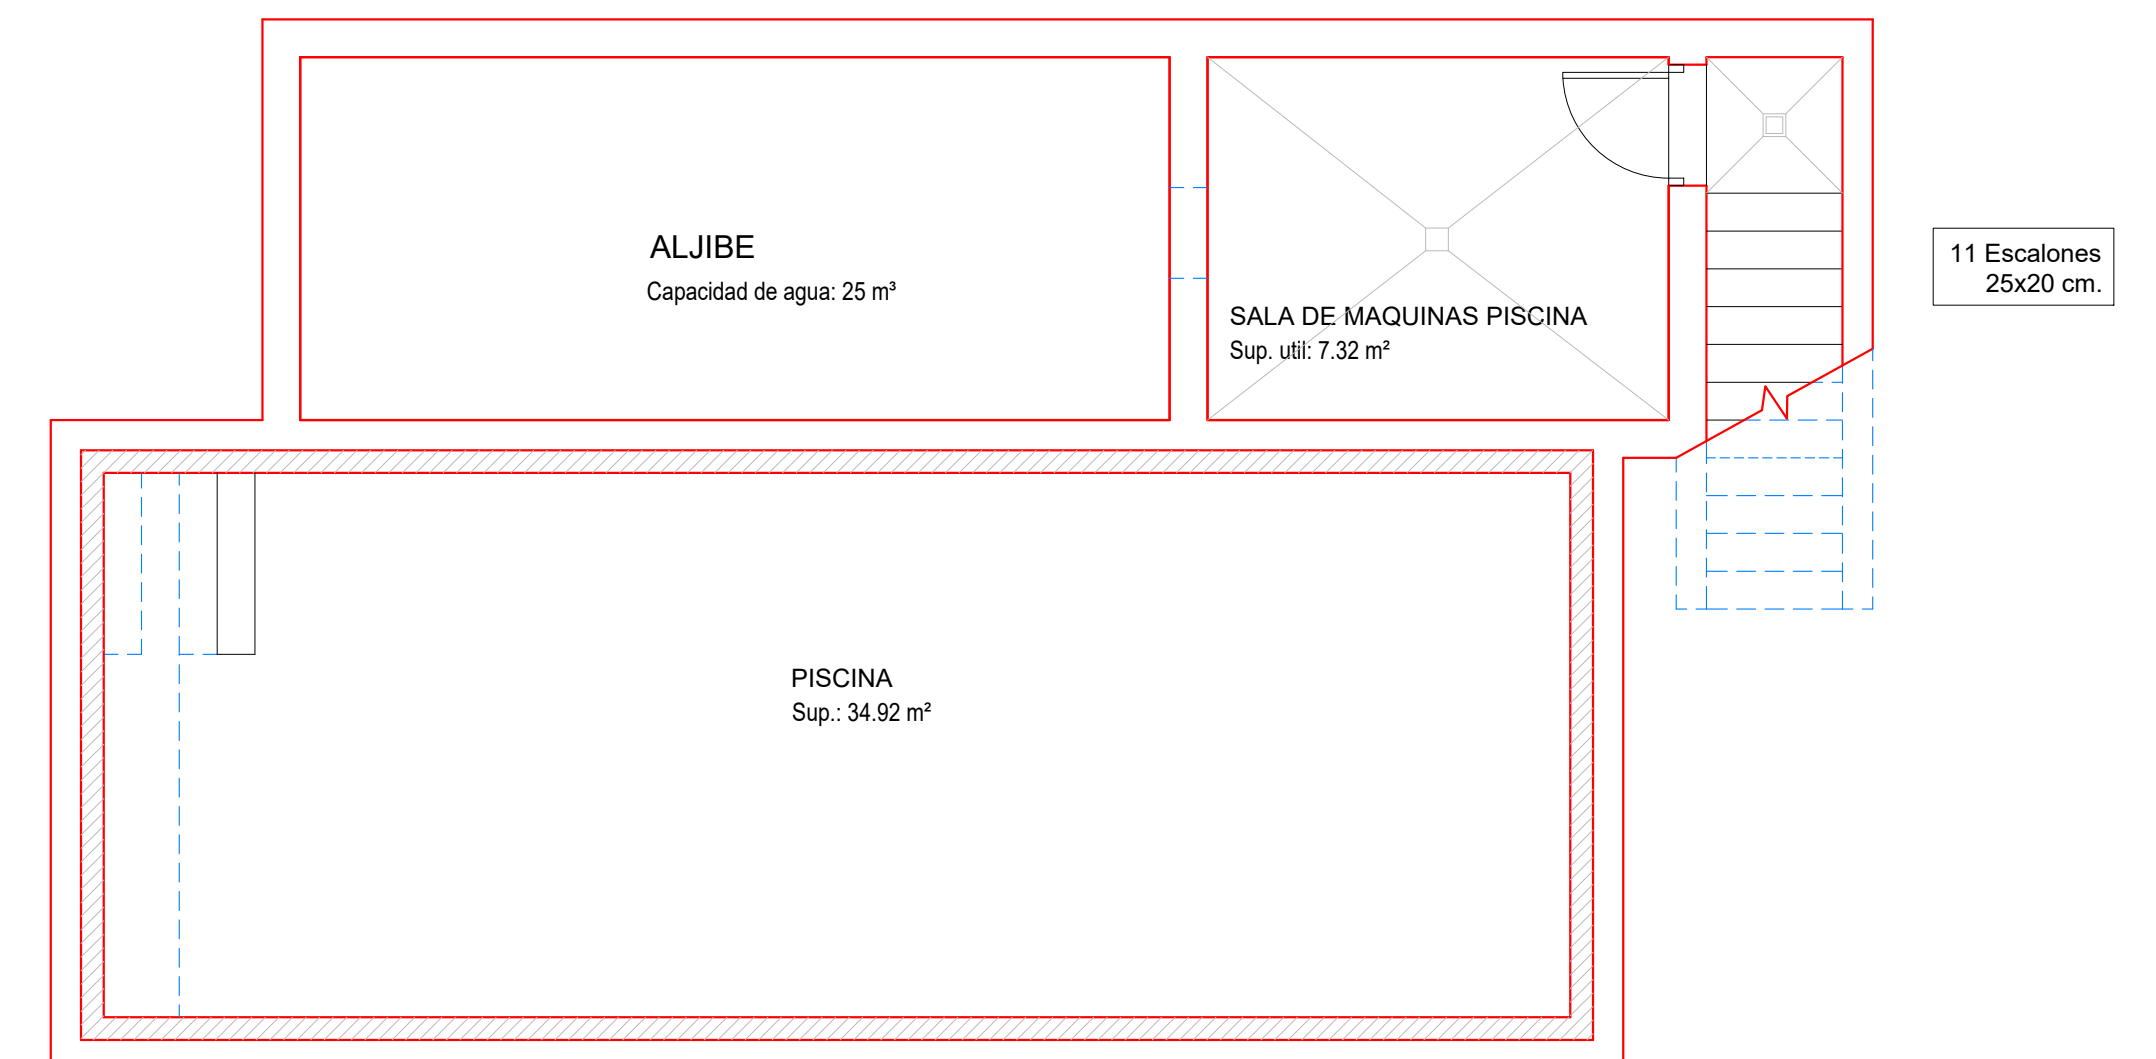 ALJIBE
Capacidad de agua: 25 m³
SALA DE MAQUINAS PISCINA
Sup. util: 7.32 m²
11 Escalones
25x20 cm.
PISCINA
Sup.: 34.92 m²